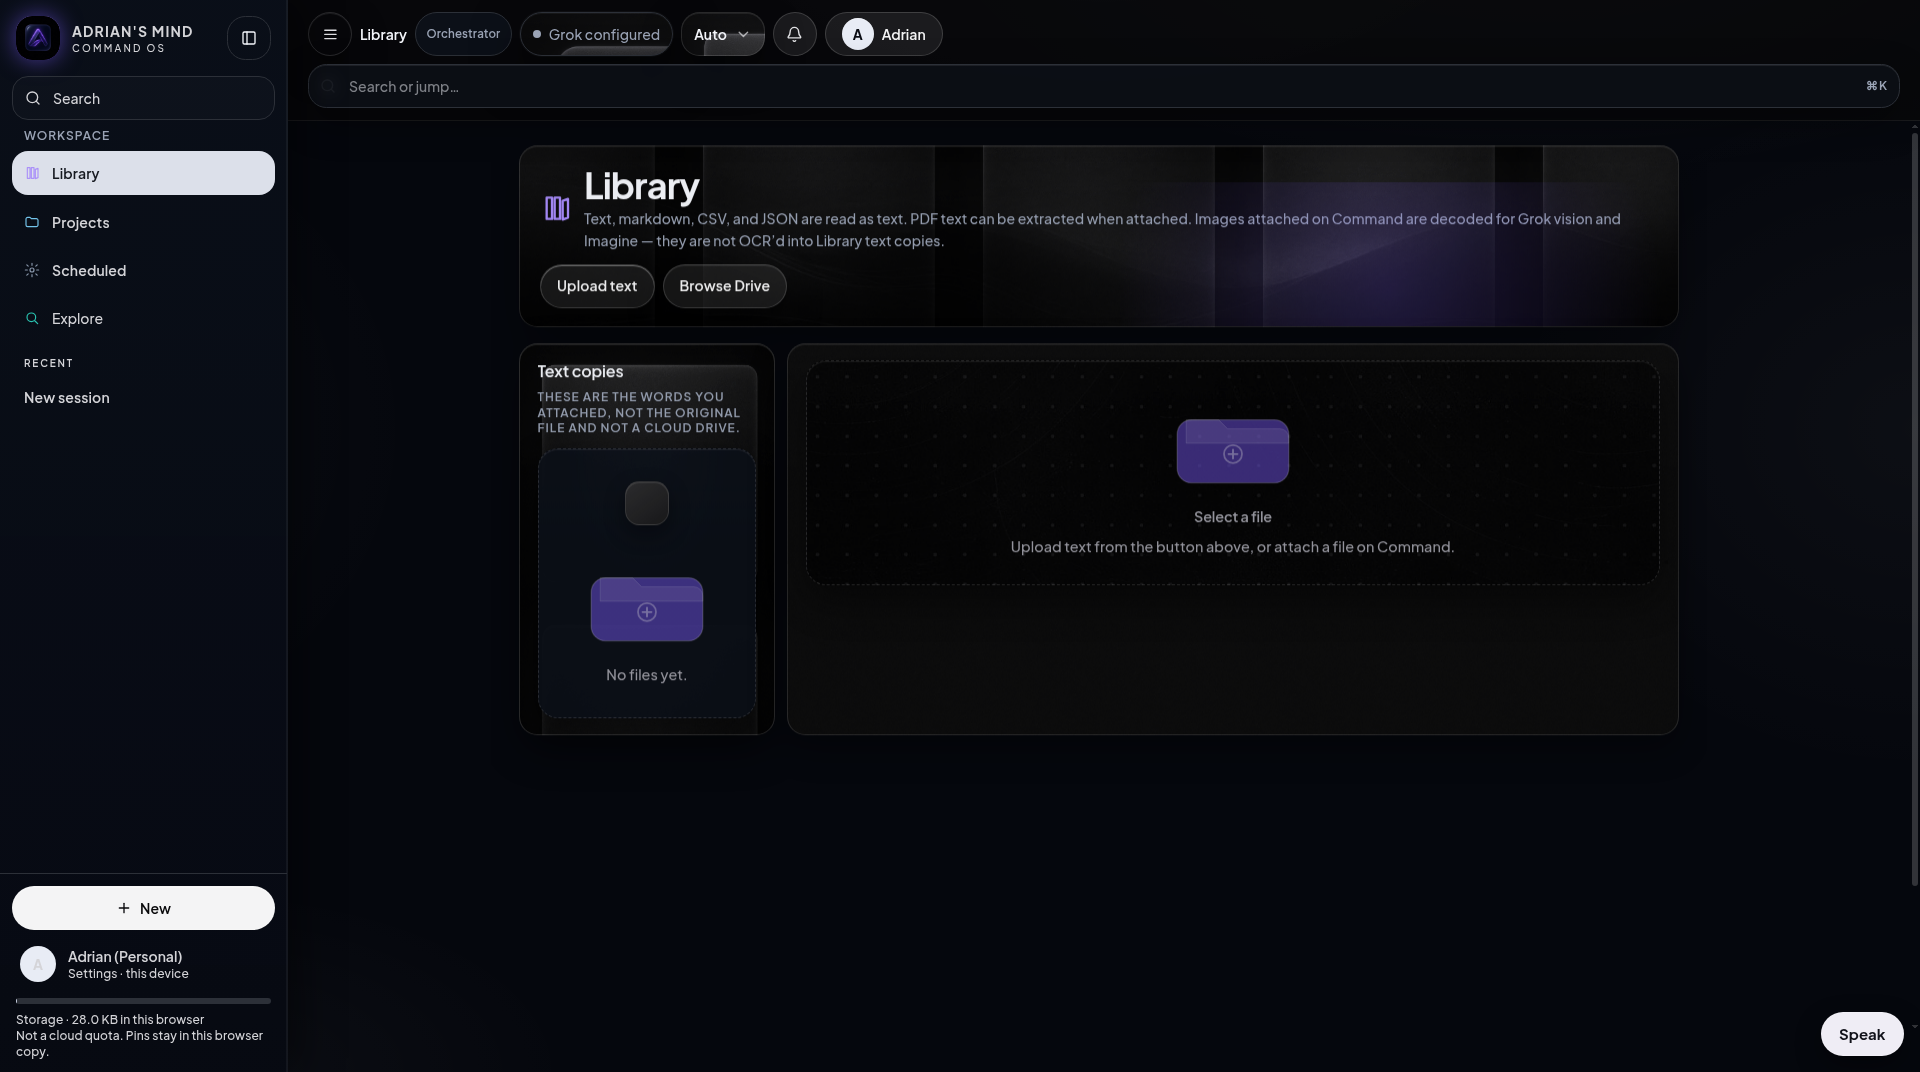 ADRIAN'S MIND
COMMAND OS
Search
WORKSPACE
Library
Projects
Scheduled
Explore
RECENT
New session
New
A
Adrian (Personal)
Settings · this device
Storage · 28.0 KB in this browser
Not a cloud quota. Pins stay in this browser
copy.
Library
Orchestrator
Grok configured
Auto
A
Adrian
Search or jump…
⌘K
Library
Text, markdown, CSV, and JSON are read as text. PDF text can be extracted when attached. Images attached on Command are decoded for Grok vision and
Imagine — they are not OCR'd into Library text copies.
Upload text
Browse Drive
Text copies
THESE ARE THE WORDS YOU
ATTACHED, NOT THE ORIGINAL
FILE AND NOT A CLOUD DRIVE.
No files yet.
Select a file
Upload text from the button above, or attach a file on Command.
Speak